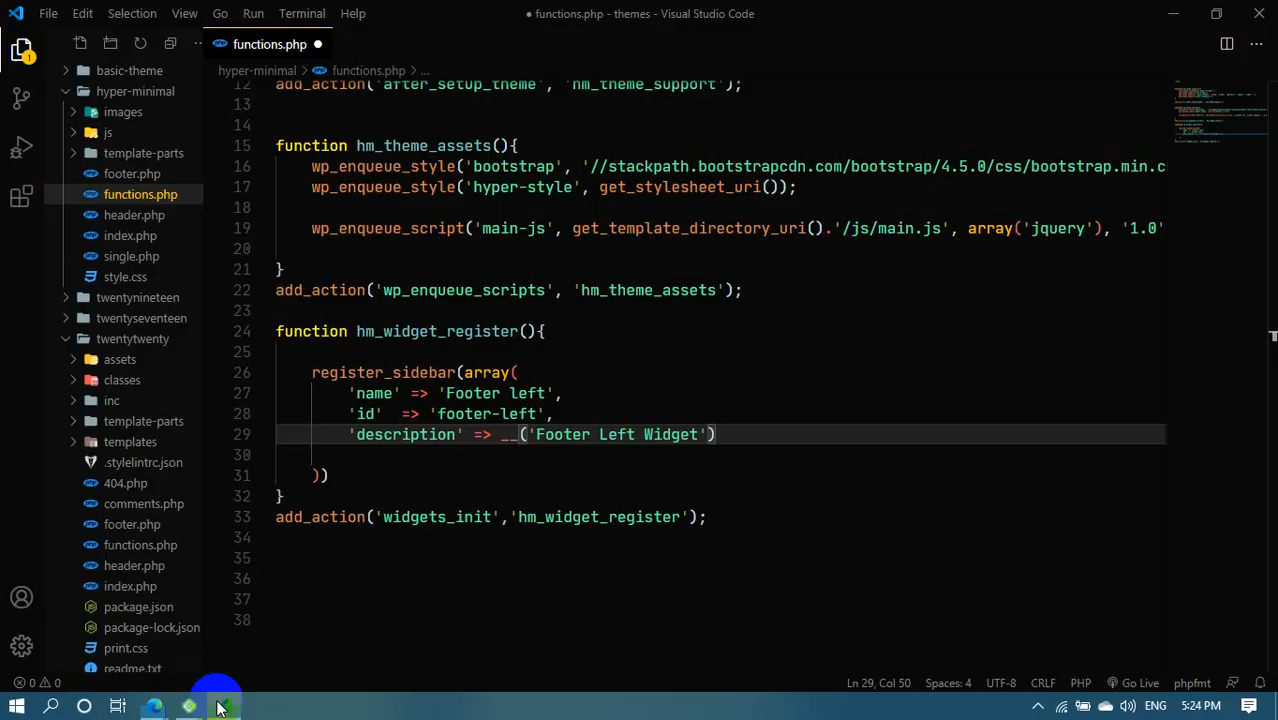 File Edit Selection View Go Run Terminal Help
● functions.php - themes - Visual Studio Code
functions.php
hyper-minimal > functions.php > ...
basic-theme
hyper-minimal
images
js
template-parts
footer.php
functions.php
header.php
index.php
single.php
style.css
twentynineteen
twentyseventeen
twentytwenty
assets
classes
inc
template-parts
templates
.stylelintrc.json
404.php
comments.php
footer.php
functions.php
header.php
index.php
package.json
package-lock.json
print.css
readme.txt
1
12 add_action('after_setup_theme', 'hm_theme_support');
13
14
15 function hm_theme_assets(){
16 wp_enqueue_style('bootstrap', '//stackpath.bootstrapcdn.com/bootstrap/4.5.0/css/bootstrap.min.c
17 wp_enqueue_style('hyper-style', get_stylesheet_uri());
18
19 wp_enqueue_script('main-js', get_template_directory_uri().'/js/main.js', array('jquery'), '1.0'
20
21 }
22 add_action('wp_enqueue_scripts', 'hm_theme_assets');
23
24 function hm_widget_register(){
25
26 register_sidebar(array(
27 'name' => 'Footer left',
28 'id' => 'footer-left',
29 'description' => __('Footer Left Widget')
30
31 ))
32 }
33 add_action('widgets_init','hm_widget_register');
34
35
36
37
38
0 0 Ln 29, Col 50 Spaces: 4 UTF-8 CRLF PHP Go Live phpfmt
ENG 5:24 PM